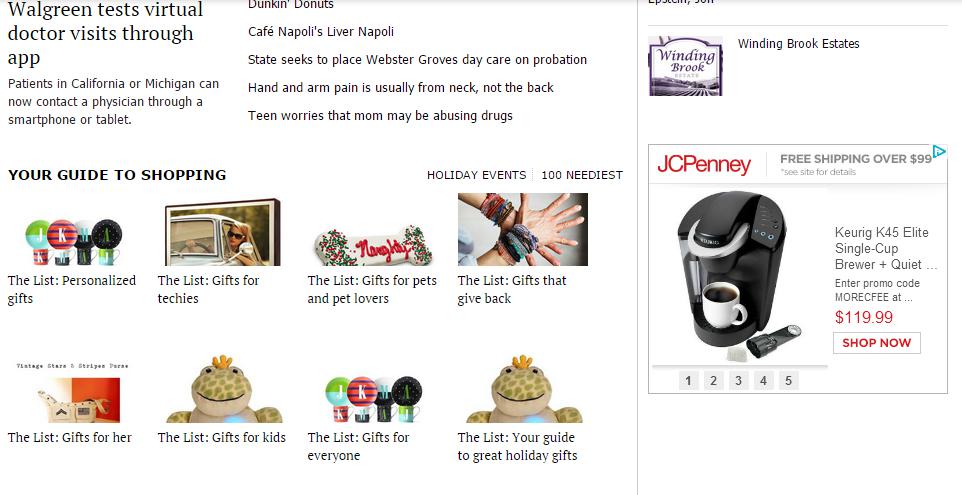 Walgreen tests virtual
doctor visits through
app
Patients in California or Michigan can
now contact a physician through a
smartphone or tablet.
Dunkin' Donuts
Café Napoli's Liver Napoli
State seeks to place Webster Groves day care on probation
Hand and arm pain is usually from neck, not the back
Teen worries that mom may be abusing drugs
Epstein, Jon
Winding
Brook
ESTATE
Winding Brook Estates
YOUR GUIDE TO SHOPPING
HOLIDAY EVENTS
100 NEEDIEST
The List: Personalized
gifts
The List: Gifts for
techies
Naughty
The List: Gifts for pets
and pet lovers
The List: Gifts that
give back
Vintage Stars & Stripes Purse
The List: Gifts for her
The List: Gifts for kids
The List: Gifts for
everyone
The List: Your guide
to great holiday gifts
JCPenney
FREE SHIPPING OVER $99
*see site for details
KEURIG
Keurig K45 Elite
Single-Cup
Brewer + Quiet ...
Enter promo code
MORECFEE at ...
$119.99
SHOP NOW
1 2 3 4 5